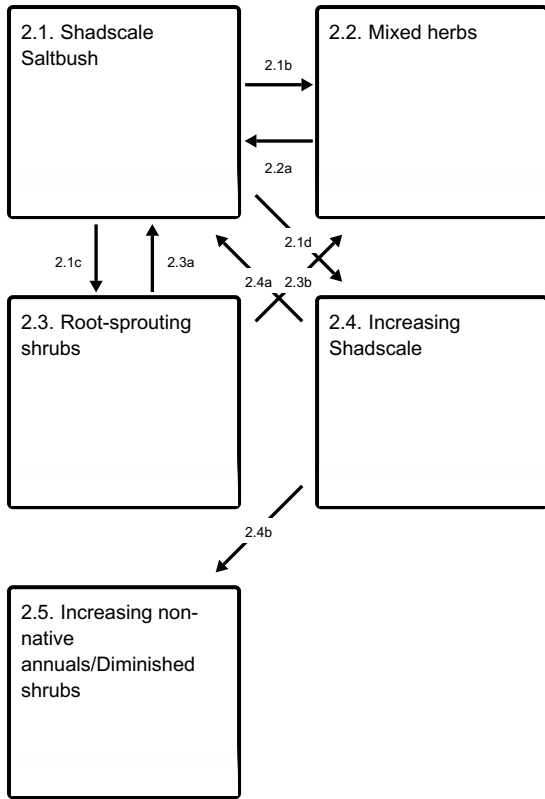 2.1. Shadscale
Saltbush
2.1b
2.2. Mixed herbs
2.2a
2.1c
2.3a
2.1d
2.4a
2.3b
2.3. Root-sprouting
shrubs
2.4. Increasing
Shadscale
2.4b
2.5. Increasing non-
native
annuals/Diminished
shrubs